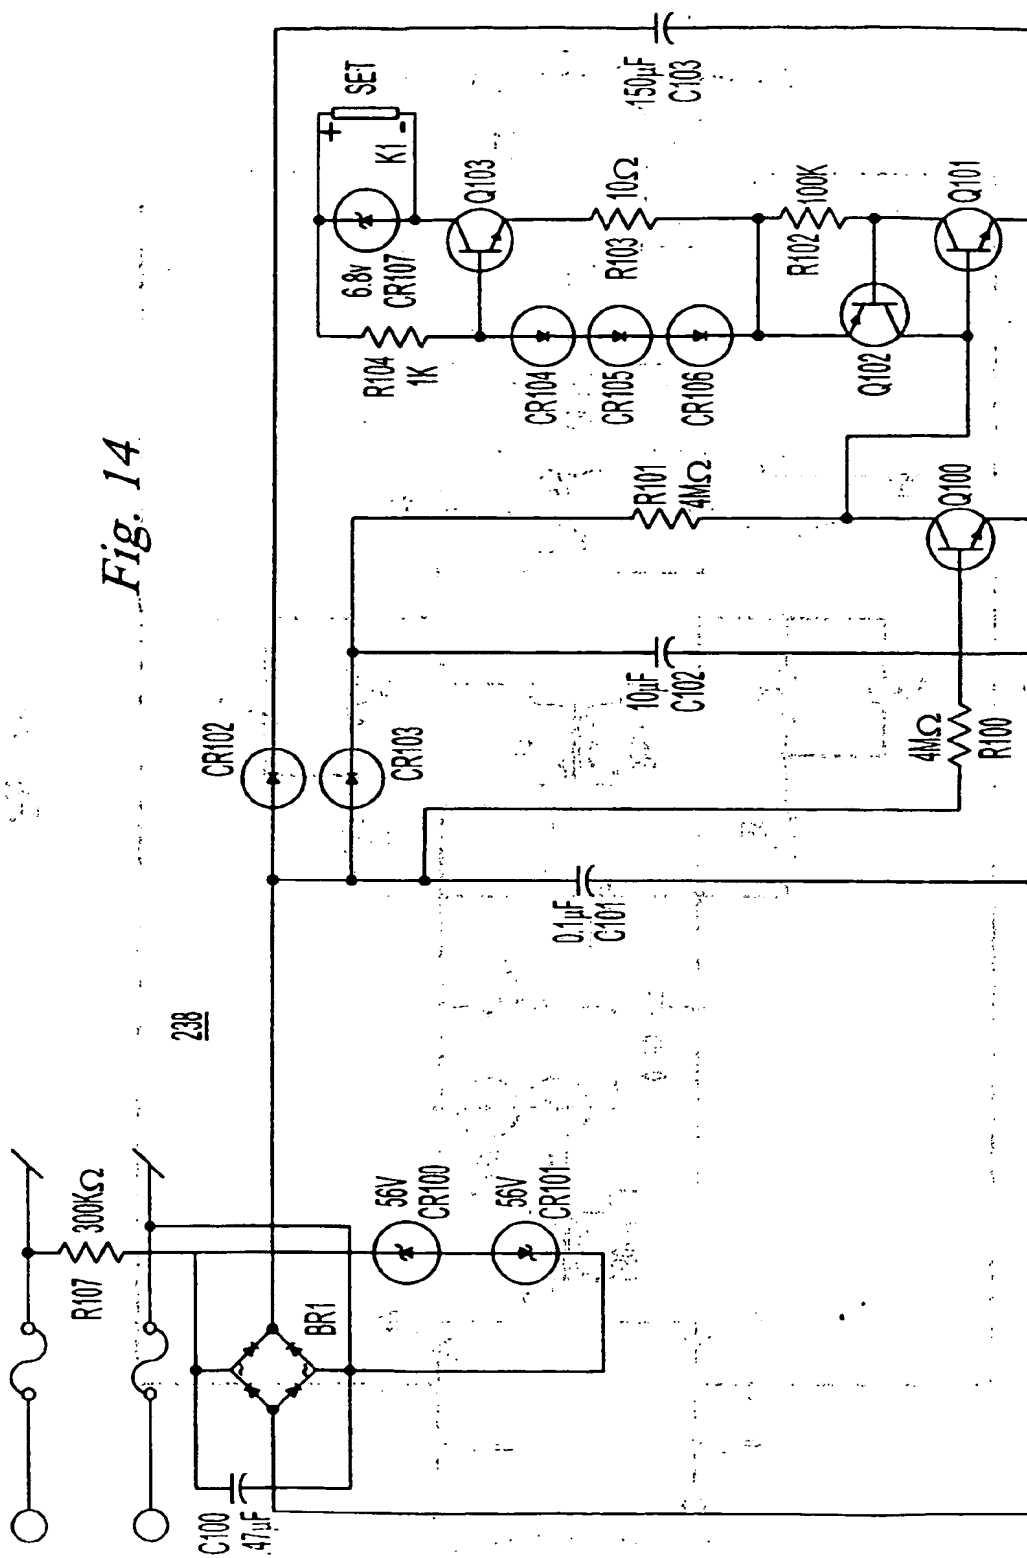 Fig. 14
238
R107
300KΩ
C100
.47µF
BR1
56V
CR100
56V
CR101
CR102
CR103
0.1µF
C101
10µF
C102
4MΩ
R100
R101
4MΩ
Q100
R104
1K
6.8v
CR107
+
-
K1
SET
Q103
CR104
CR105
CR106
R103
10Ω
R102
100K
Q102
Q101
150µF
C103